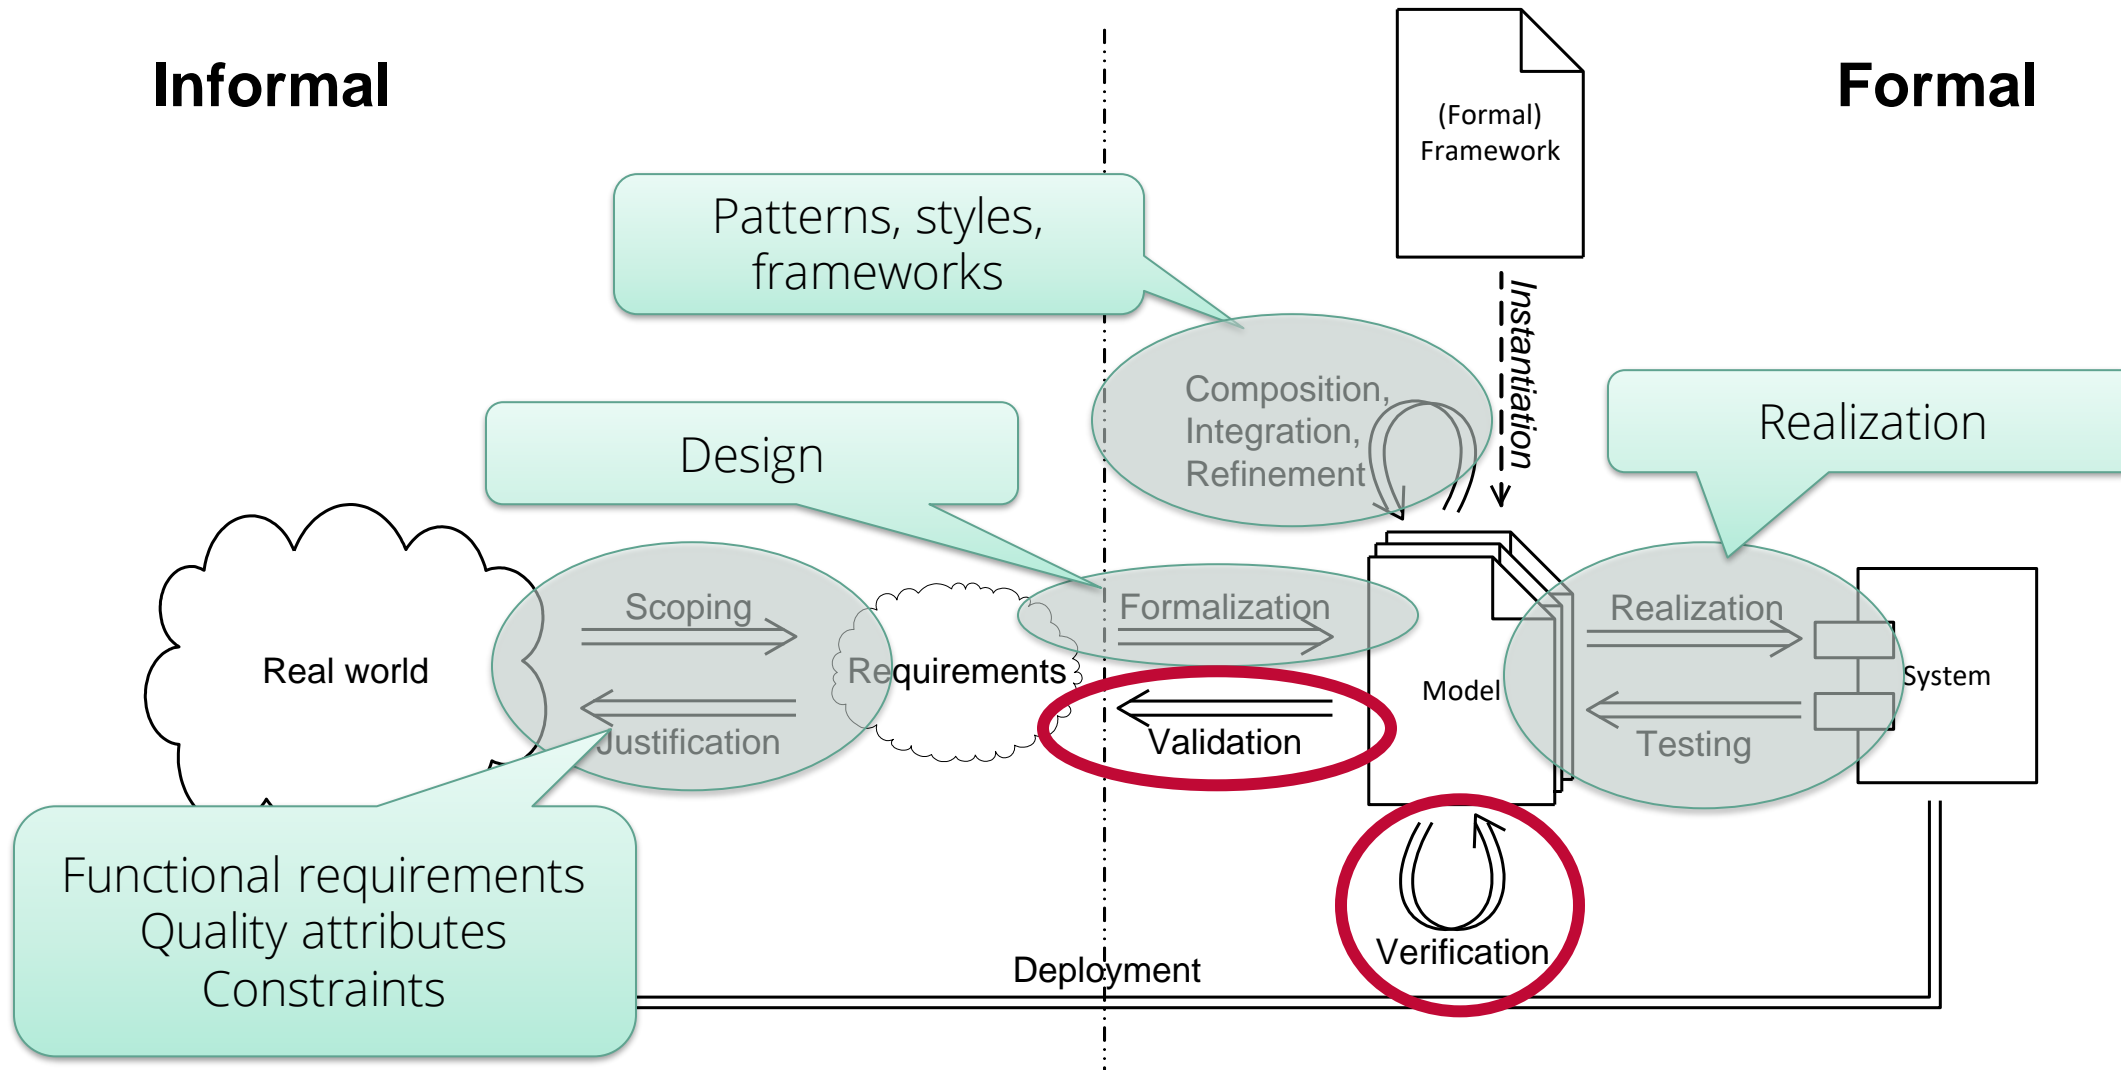 Informal
Formal
(Formal)
Framework
Patterns, styles,
frameworks
Instantiation
Composition,
Integration,
Refinement
Realization
Design
Scoping
Formalization
Realization
Real world
Requirements
Model
System
Justification
Validation
Testing
Functional requirements
Quality attributes
Constraints
Verification
Deployment